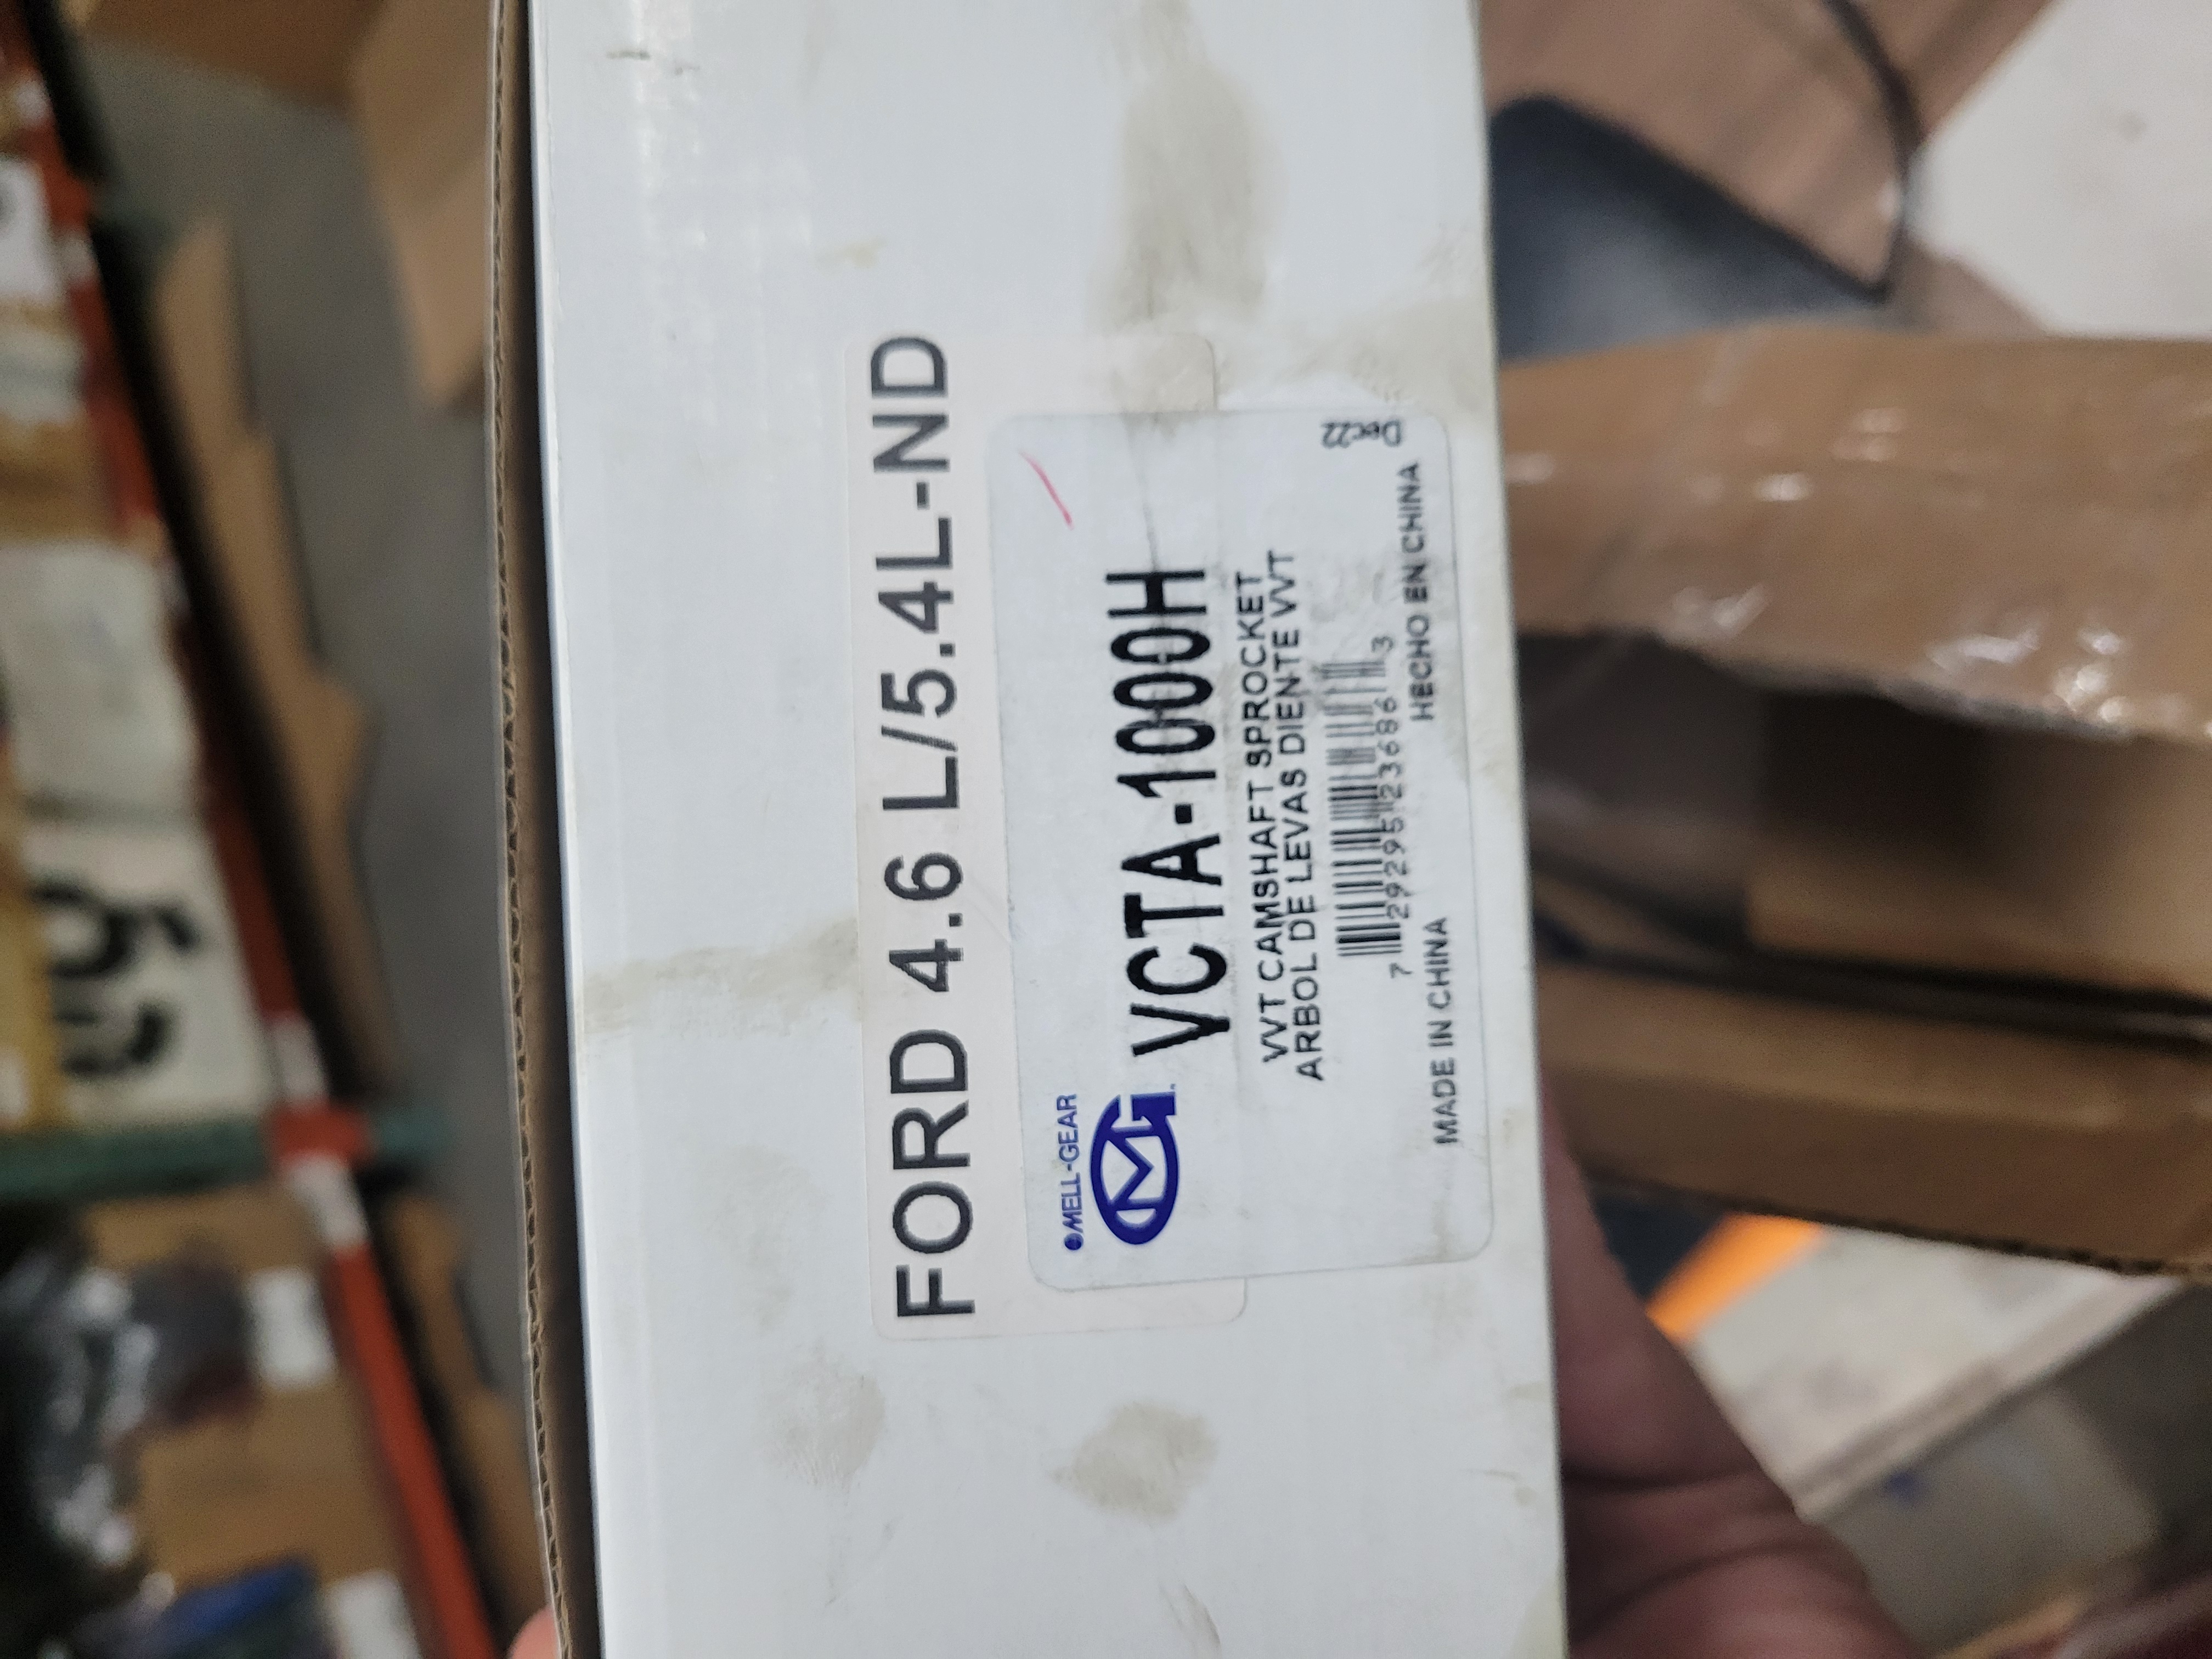 FORD 4.6 L/5.4L-ND
MELL-GEAR
MG
VCTA-1000H
VVT CAMSHAFT SPROCKET
ARBOL DE LEVAS DIENTE VVT
7 29295 23686 3
MADE IN CHINA
HECHO EN CHINA
Dec22